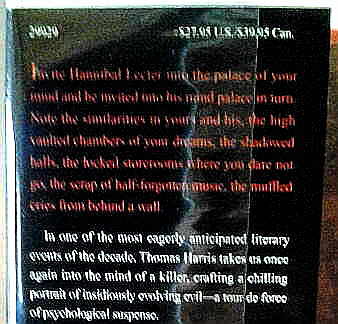 20920 $27.95 U.S./$39.95 Can.
Invite Hannibal Lecter into the palace of your
mind and be invited into his mind palace in turn.
Note the similarities in yours and his, the high
vaulted chambers of your dreams, the shadowed
halls, the locked storerooms where you dare not
go, the scrap of half-forgotten music, the muffled
cries from behind a wall.
In one of the most eagerly anticipated literary
events of the decade, Thomas Harris takes us once
again into the mind of a killer, crafting a chilling
portrait of insidiously evolving evil—a tour de force
of psychological suspense.